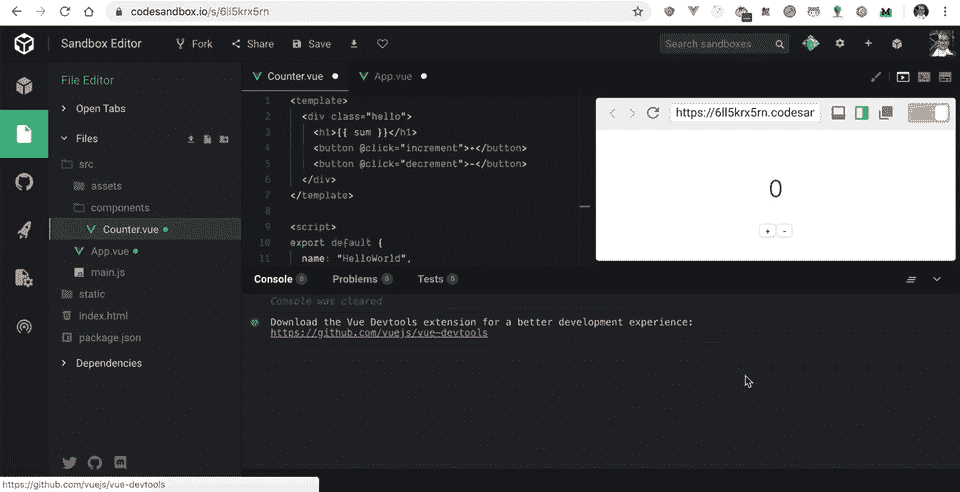 codesandbox.io/s/6ll5krx5rn
Sandbox Editor
Fork
Share
Save
Search sandboxes
File Editor
Open Tabs
Files
src
assets
components
Counter.vue
App.vue
main.js
static
index.html
package.json
Dependencies
Counter.vue
App.vue
1 <template>
2 <div class="hello">
3 <h1>{{ sum }}</h1>
4 <button @click="increment">+</button>
5 <button @click="decrement">-</button>
6 </div>
7 </template>
8
9 <script>
10 export default {
11 name: "HelloWorld",
https://6ll5krx5rn.codesar
0
+ -
Console 0 Problems 0 Tests 0
Console was cleared
Download the Vue Devtools extension for a better development experience:
https://github.com/vuejs/vue-devtools
https://github.com/vuejs/vue-devtools